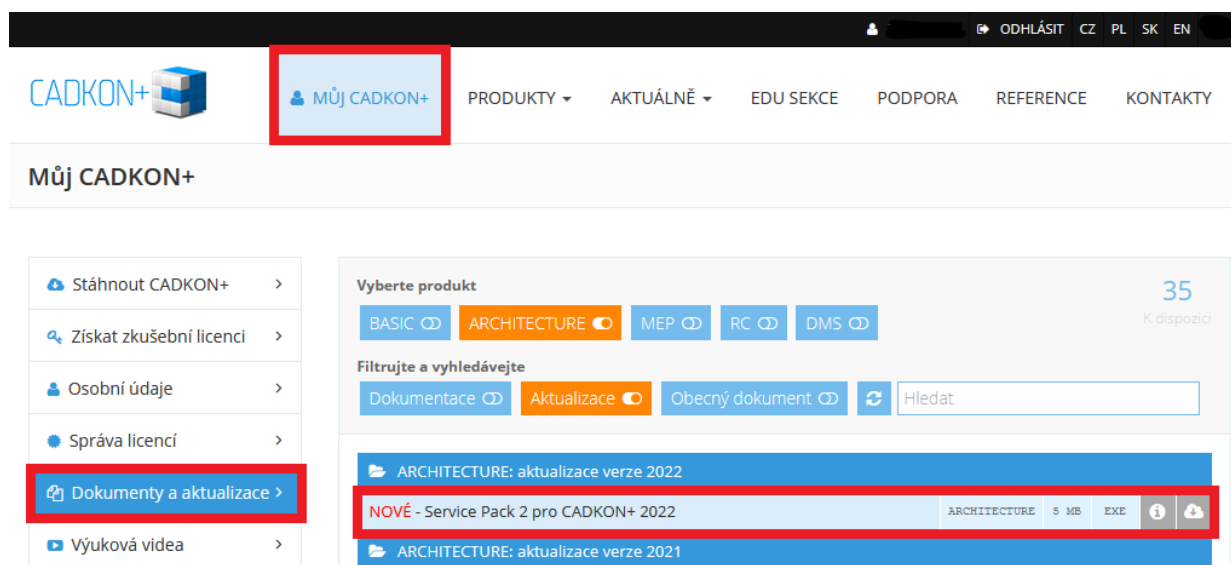 ODHLÁSIT CZ PL SK EN
CADKON+
MŮJ CADKON+ PRODUKTY AKTUÁLNĚ EDU SEKCE PODPORA REFERENCE KONTAKTY
Můj CADKON+
Stáhnout CADKON+
Získat zkušební licenci
Osobní údaje
Správa licencí
Dokumenty a aktualizace
Výuková videa
Vyberte produkt
35
K dispozici
BASIC ARCHITECTURE MEP RC DMS
Filtrujte a vyhledávejte
Dokumentace Aktualizace Obecný dokument Hledat
ARCHITECTURE: aktualizace verze 2022
NOVÉ - Service Pack 2 pro CADKON+ 2022 ARCHITECTURE 5 MB EXE
ARCHITECTURE: aktualizace verze 2021